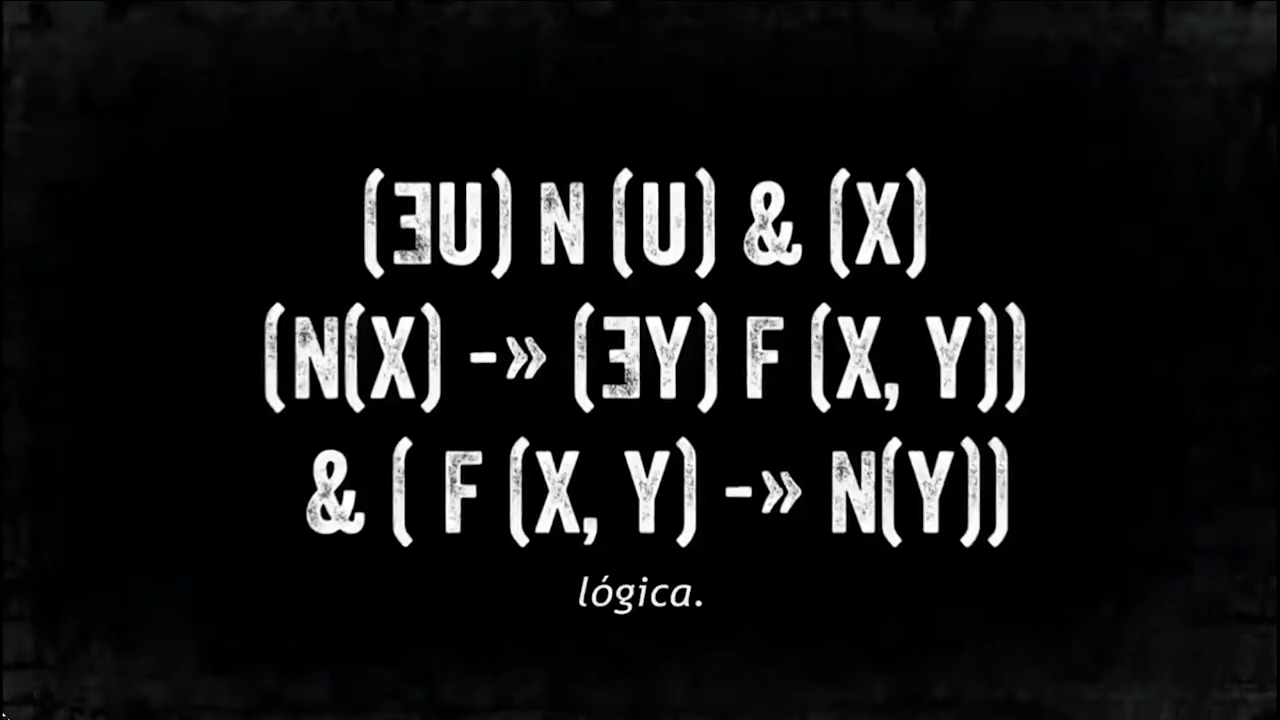 (ƎU) N (U) & (X)
(N(X) -» (ƎY) F (X, Y))
& ( F (X, Y) -» N(Y))
lógica.